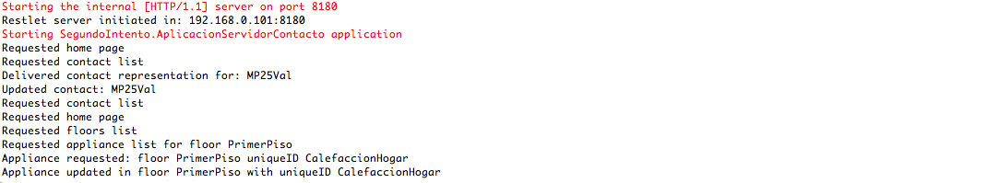 Starting the internal [HTTP/1.1] server on port 8180
Restlet server initiated in: 192.168.0.101:8180
Starting SegundoIntento.AplicacionServidorContacto application
Requested home page
Requested contact list
Delivered contact representation for: MP25Val
Updated contact: MP25Val
Requested contact list
Requested home page
Requested floors list
Requested appliance list for floor PrimerPiso
Appliance requested: floor PrimerPiso uniqueID CalefaccionHogar
Appliance updated in floor PrimerPiso with uniqueID CalefaccionHogar